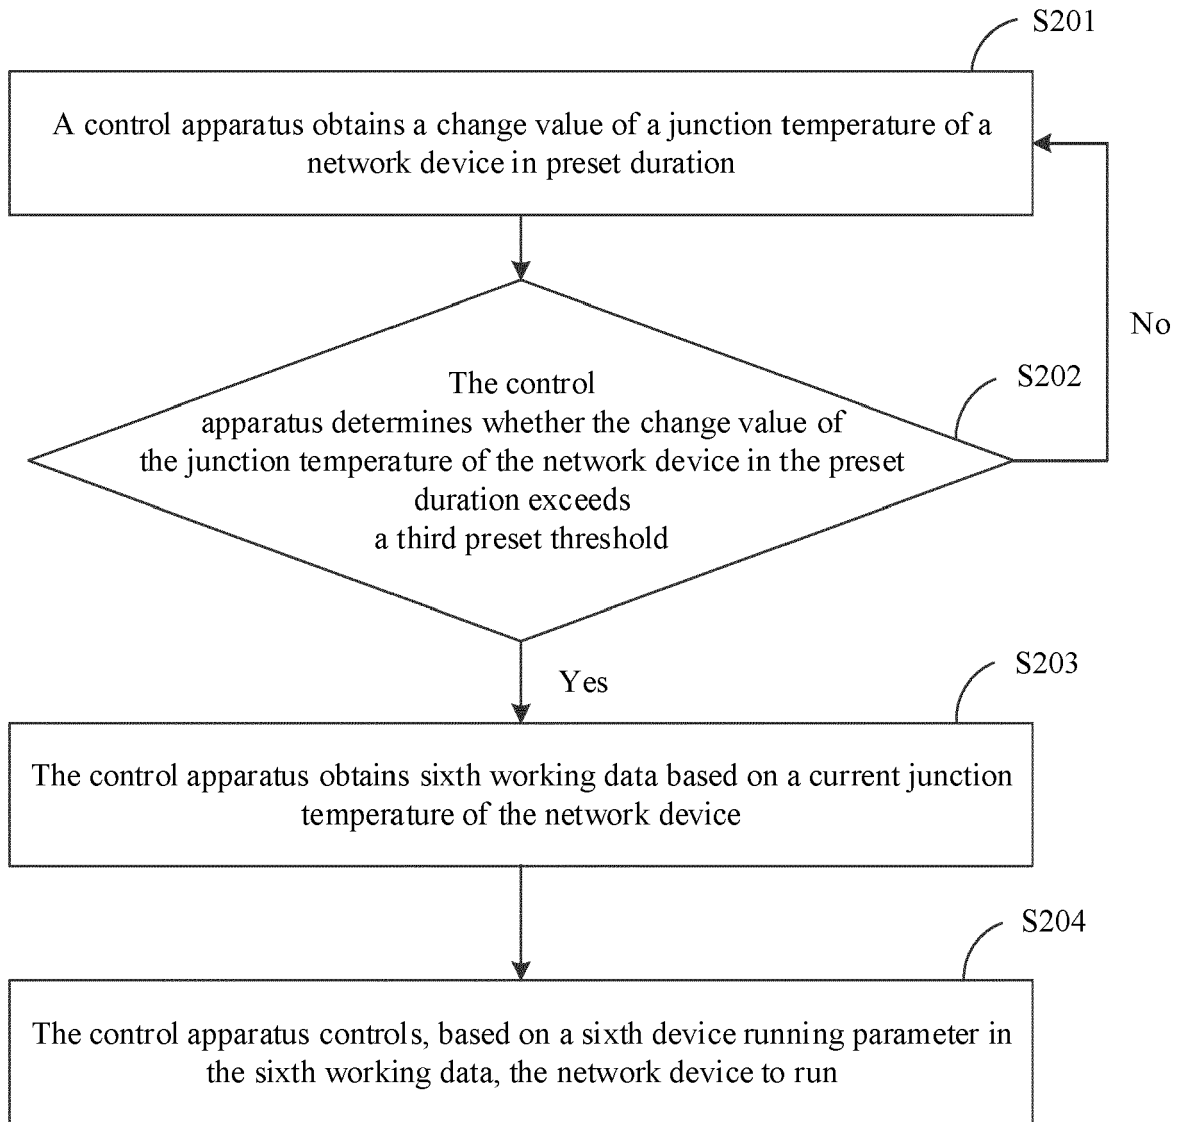 S201
A control apparatus obtains a change value of a junction temperature of a
network device in preset duration
No
S202
The control
apparatus determines whether the change value of
the junction temperature of the network device in the preset
duration exceeds
a third preset threshold
Yes
S203
The control apparatus obtains sixth working data based on a current junction
temperature of the network device
S204
The control apparatus controls, based on a sixth device running parameter in
the sixth working data, the network device to run